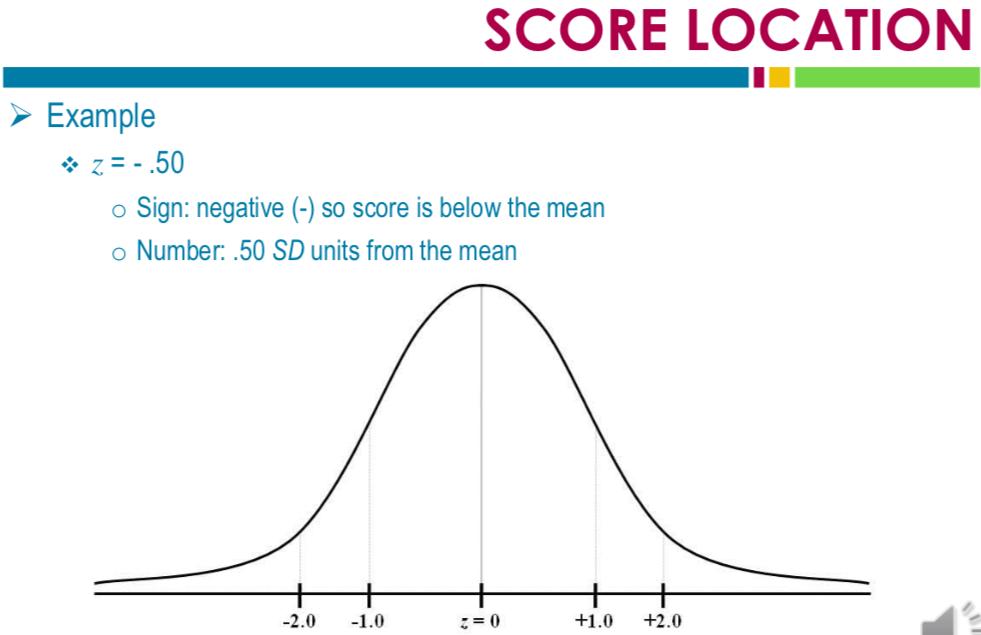 SCORE LOCATION
➢ Example
❖ z = - .50
o Sign: negative (-) so score is below the mean
o Number: .50 SD units from the mean
-2.0 -1.0 z = 0 +1.0 +2.0